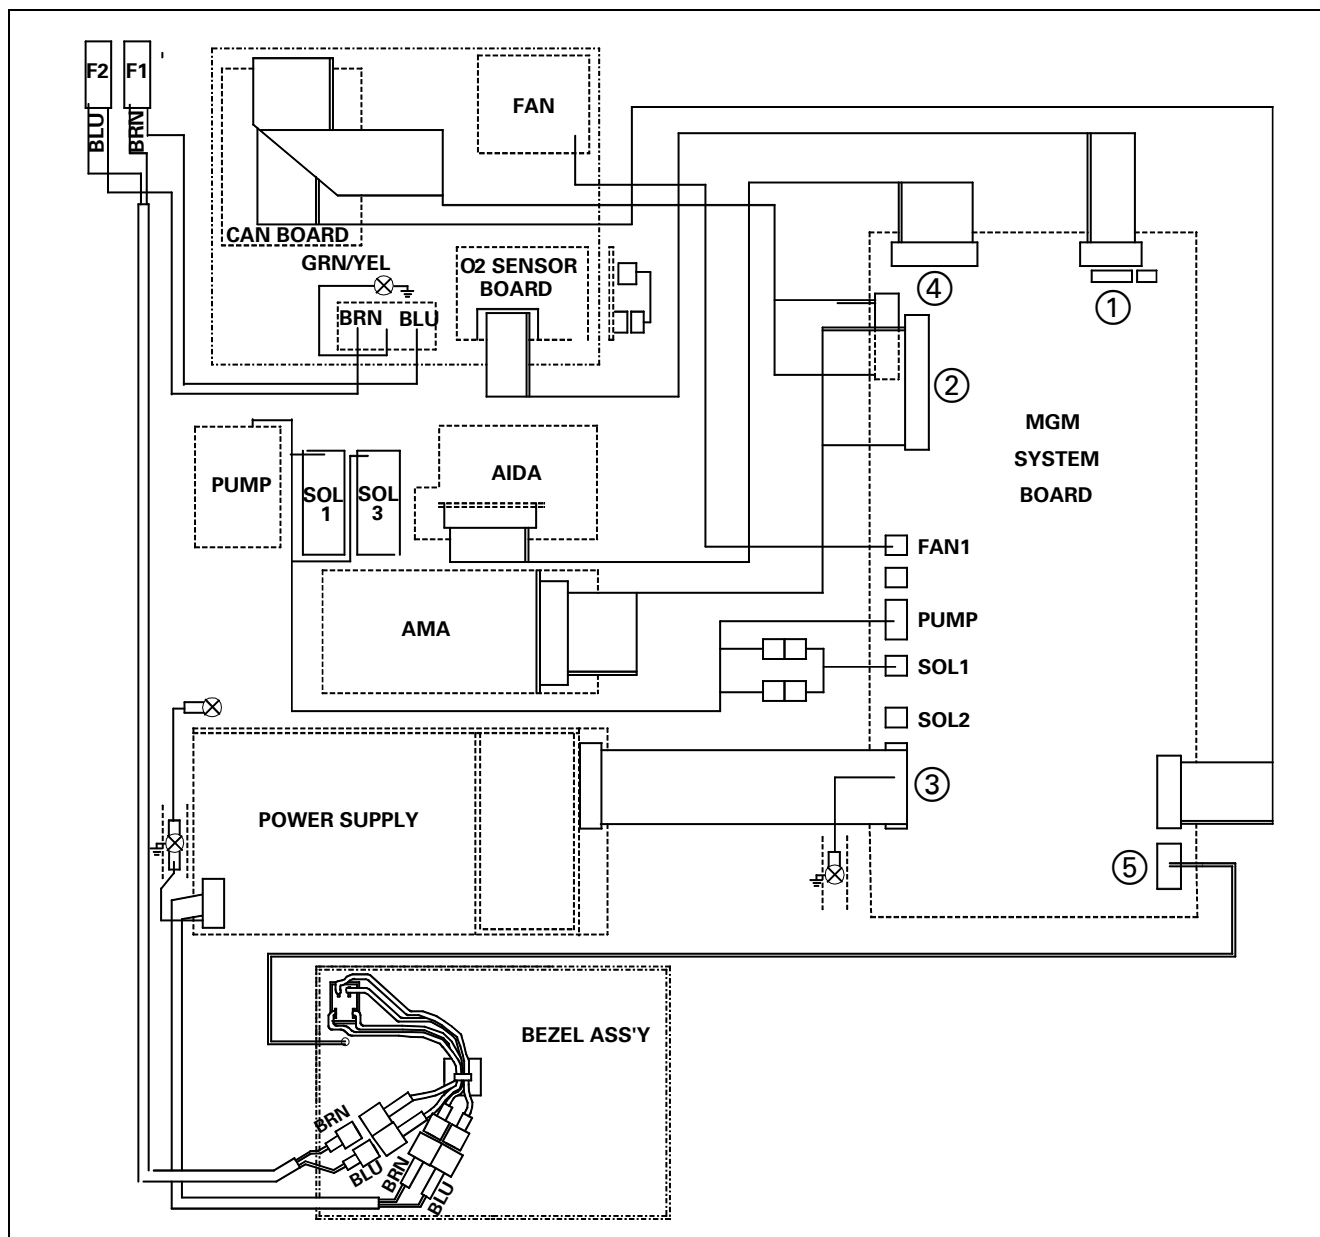 F2
F1
BLU
BRN
FAN
CAN BOARD
GRN/YEL
O2 SENSOR
BOARD
BRN
BLU
4
1
2
MGM
SYSTEM
BOARD
PUMP
SOL
1
SOL
3
AIDA
FAN1
AMA
PUMP
SOL1
SOL2
POWER SUPPLY
3
5
BEZEL ASS'Y
BRN
BLU
BRN
BLU